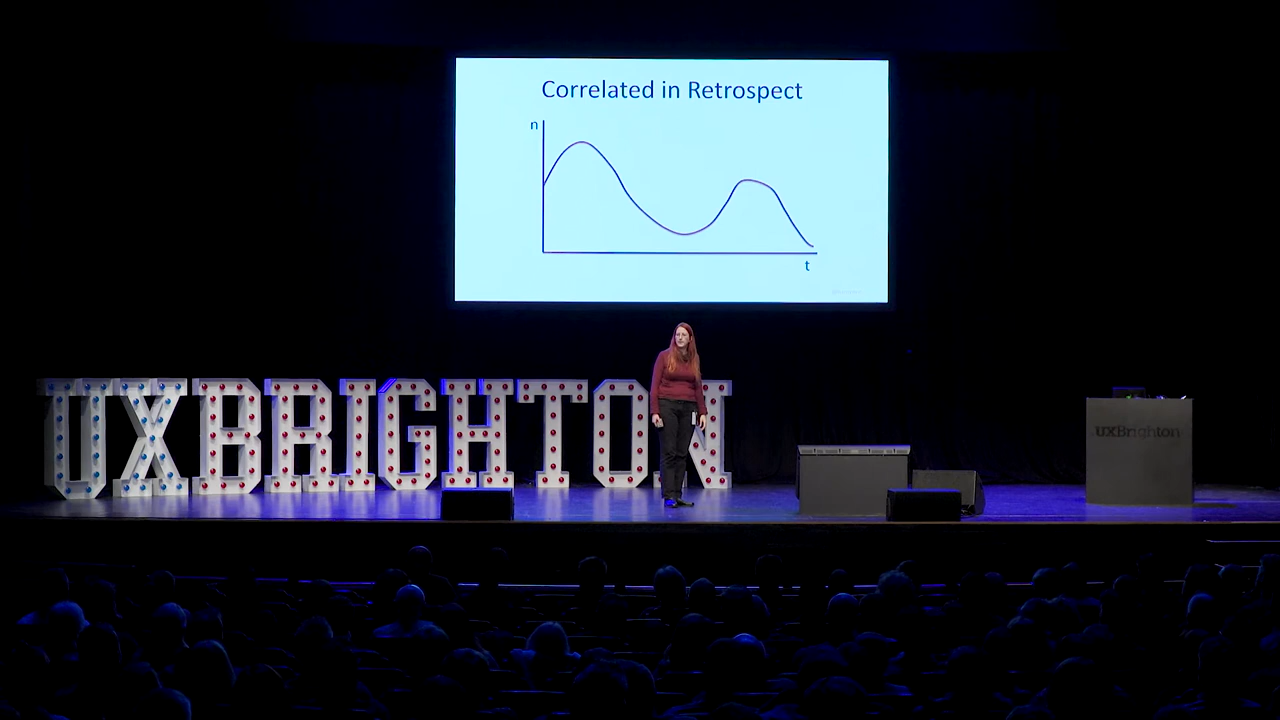 Correlated in Retrospect
n
t
UXBRIGHTON
UXBrighton